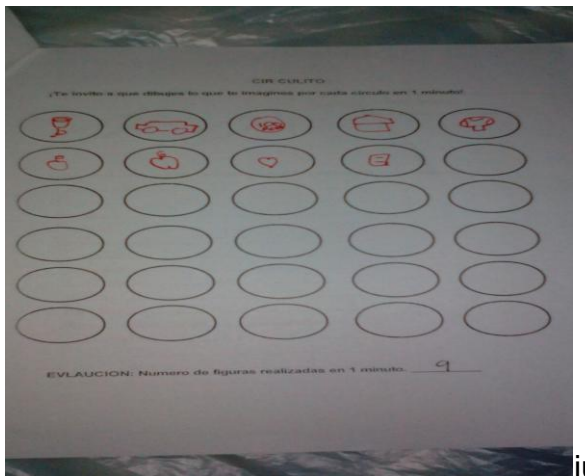 CIR CULITO
¡Te invito a que dibujes lo que te imagines por cada circulo en 1 minuto!
EVLAUCION: Numero de figuras realizadas en 1 minuto. 9